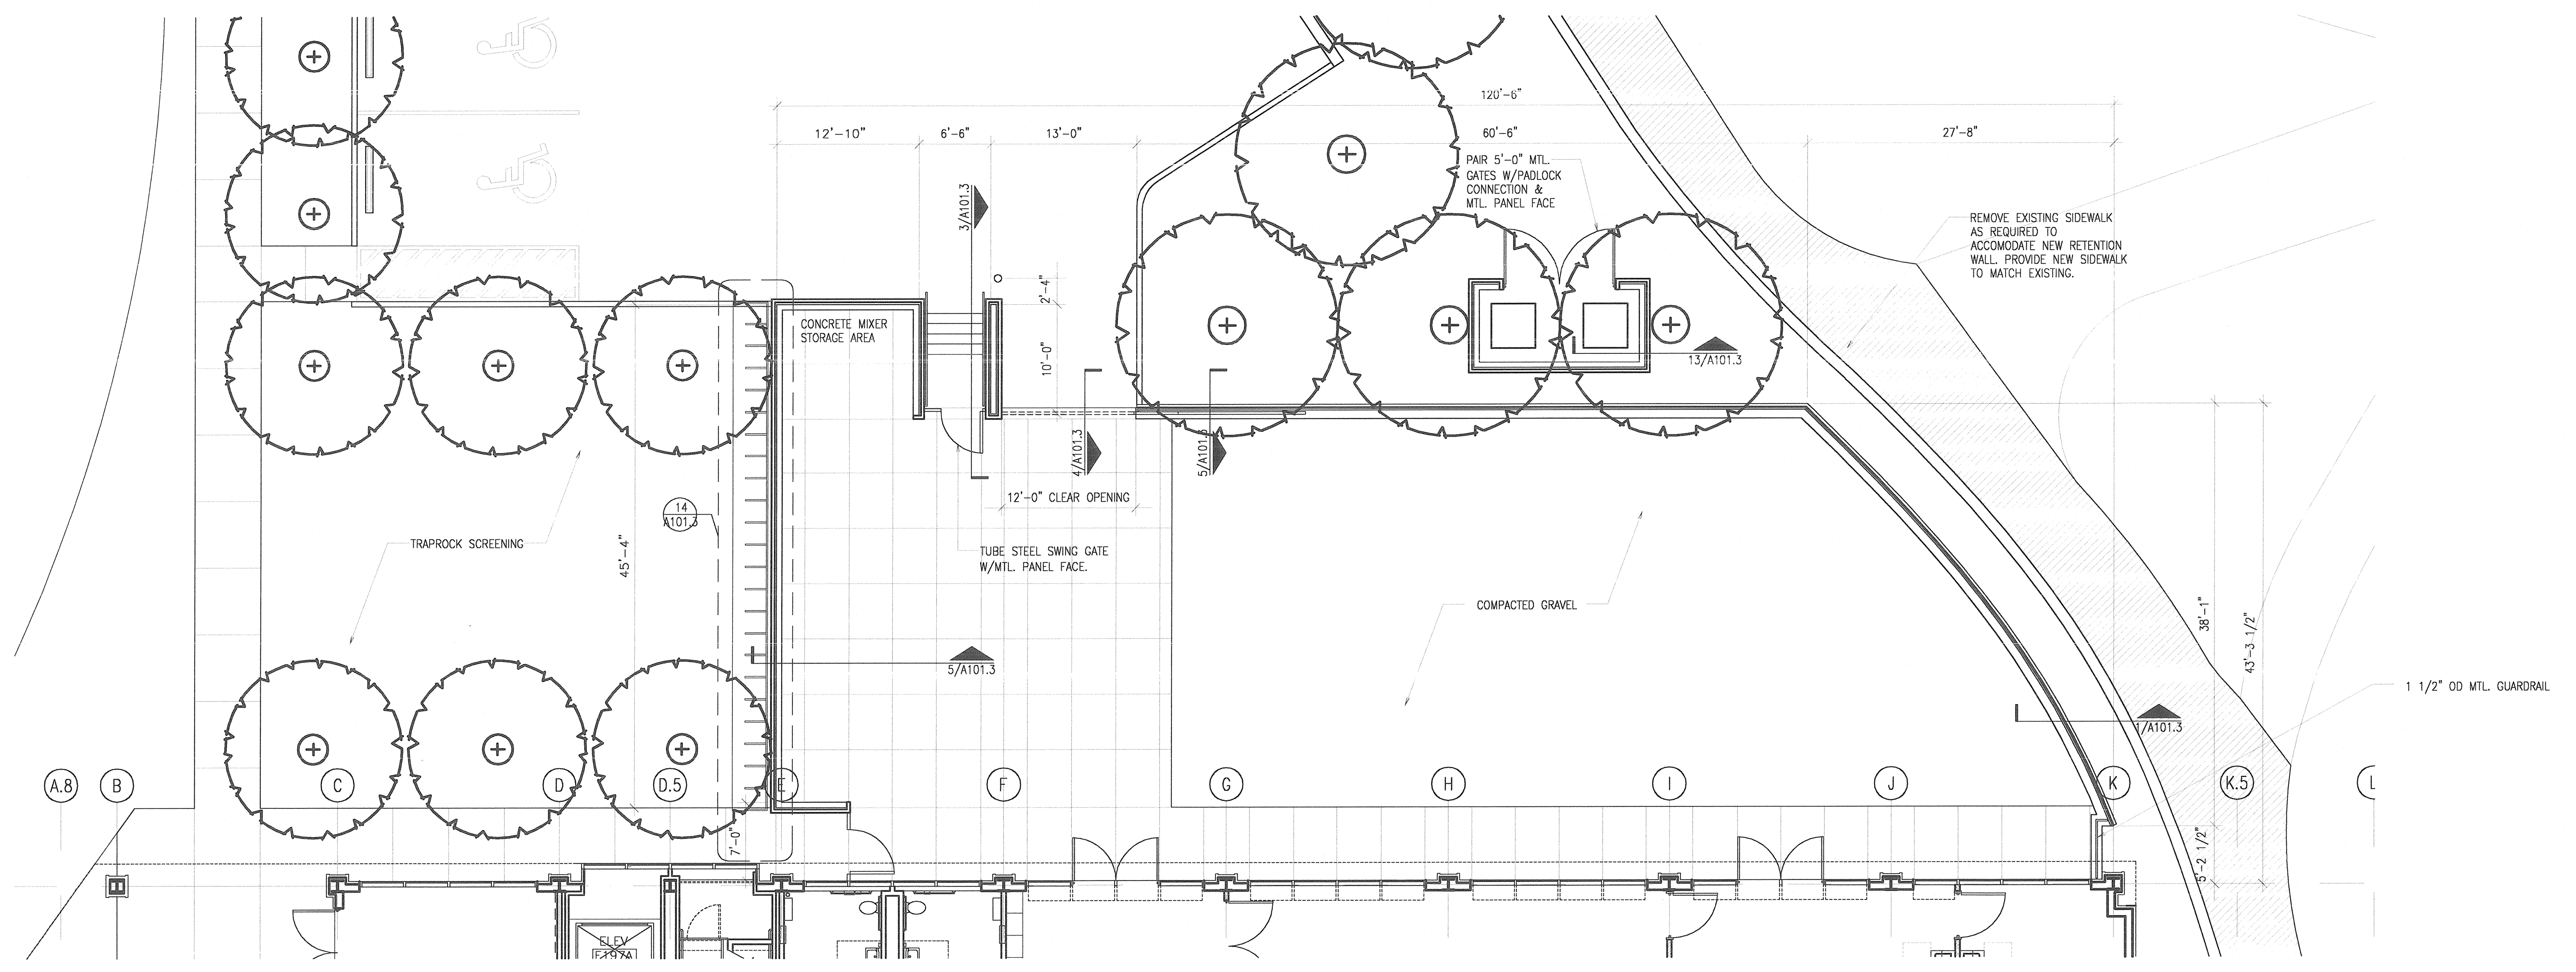 120'-6"
12'-10"
6'-6"
13'-0"
60'-6"
27'-8"
PAIR 5'-0" MTL.
GATES W/PADLOCK
CONNECTION &
MTL. PANEL FACE
3/A101.3
REMOVE EXISTING SIDEWALK
AS REQUIRED TO
ACCOMODATE NEW RETENTION
WALL. PROVIDE NEW SIDEWALK
TO MATCH EXISTING.
2'-4"
CONCRETE MIXER
STORAGE AREA
10'-0"
13/A101.3
4/A101.3
5/A101.3
12'-0" CLEAR OPENING
14
A101.3
TRAPROCK SCREENING
45'-4"
TUBE STEEL SWING GATE
W/MTL. PANEL FACE.
COMPACTED GRAVEL
38'-1"
43'-3 1/2"
5/A101.3
1 1/2" OD MTL. GUARDRAIL
1/A101.3
A.8
B
C
D
D.5
E
F
G
H
I
J
K
K.5
L
7'-0"
5'-2 1/2"
ELEV
E197A